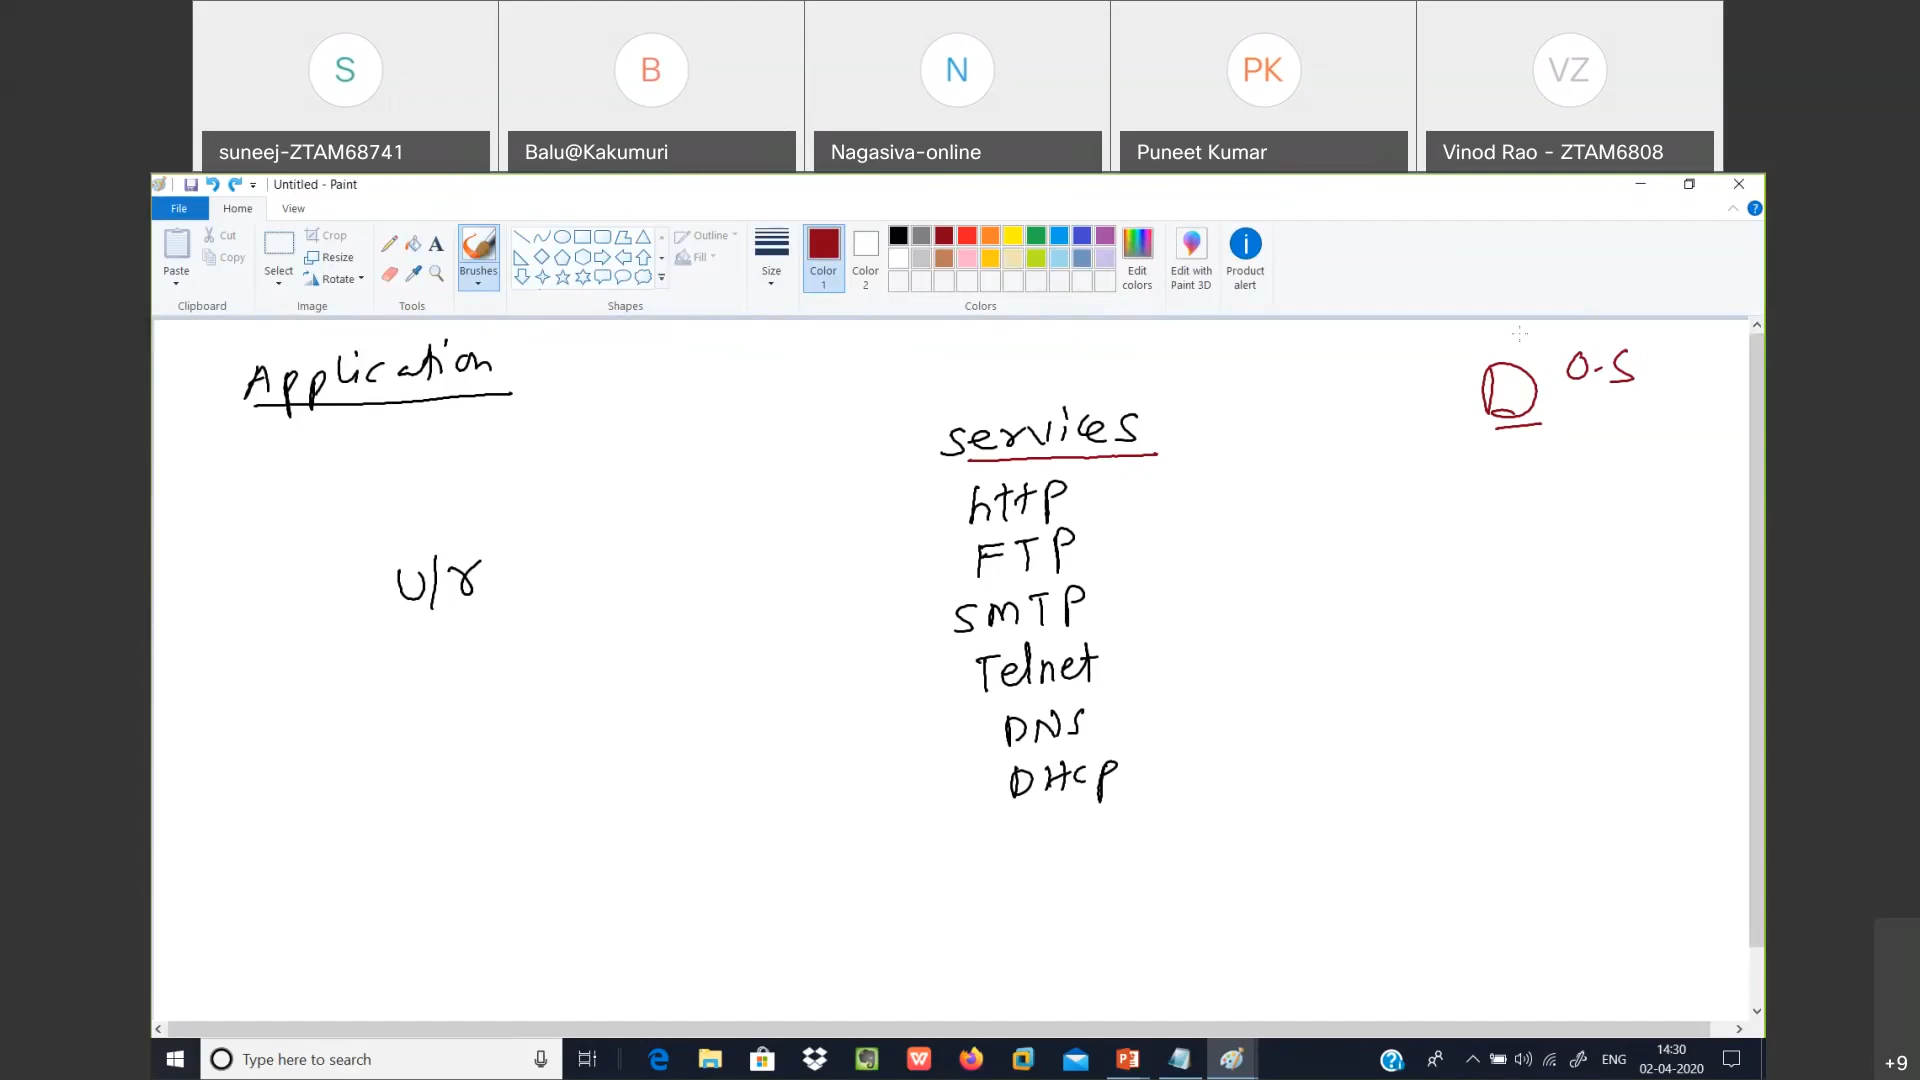 S
B
N
PK
VZ
suneej-ZTAM68741
Balu@Kakumuri
Nagasiva-online
Puneet Kumar
Vinod Rao - ZTAM6808
Untitled - Paint
File Home View
Paste
Cut
Copy
Clipboard
Select
Crop
Resize
Rotate
Image
A
Tools
Brushes
Outline
Fill
Shapes
Size
Color 1
Color 2
Edit colors
Colors
Edit with Paint 3D
Product alert
Application
D O-S
services
http
FTP
U/r
SMTP
Telnet
DNS
DHCP
Type here to search
ENG
14:30
02-04-2020
+9